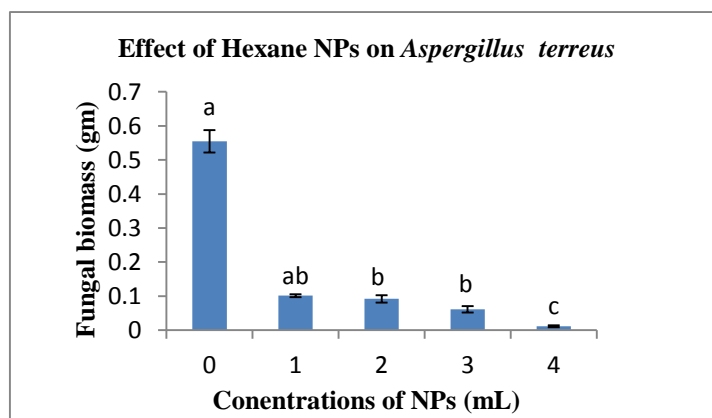 Effect of Hexane NPs on Aspergillus terreus
Fungal biomass (gm)
0.7
0.6
0.5
0.4
0.3
0.2
0.1
0
a
ab
b
b
c
0 1 2 3 4
Conentrations of NPs (mL)